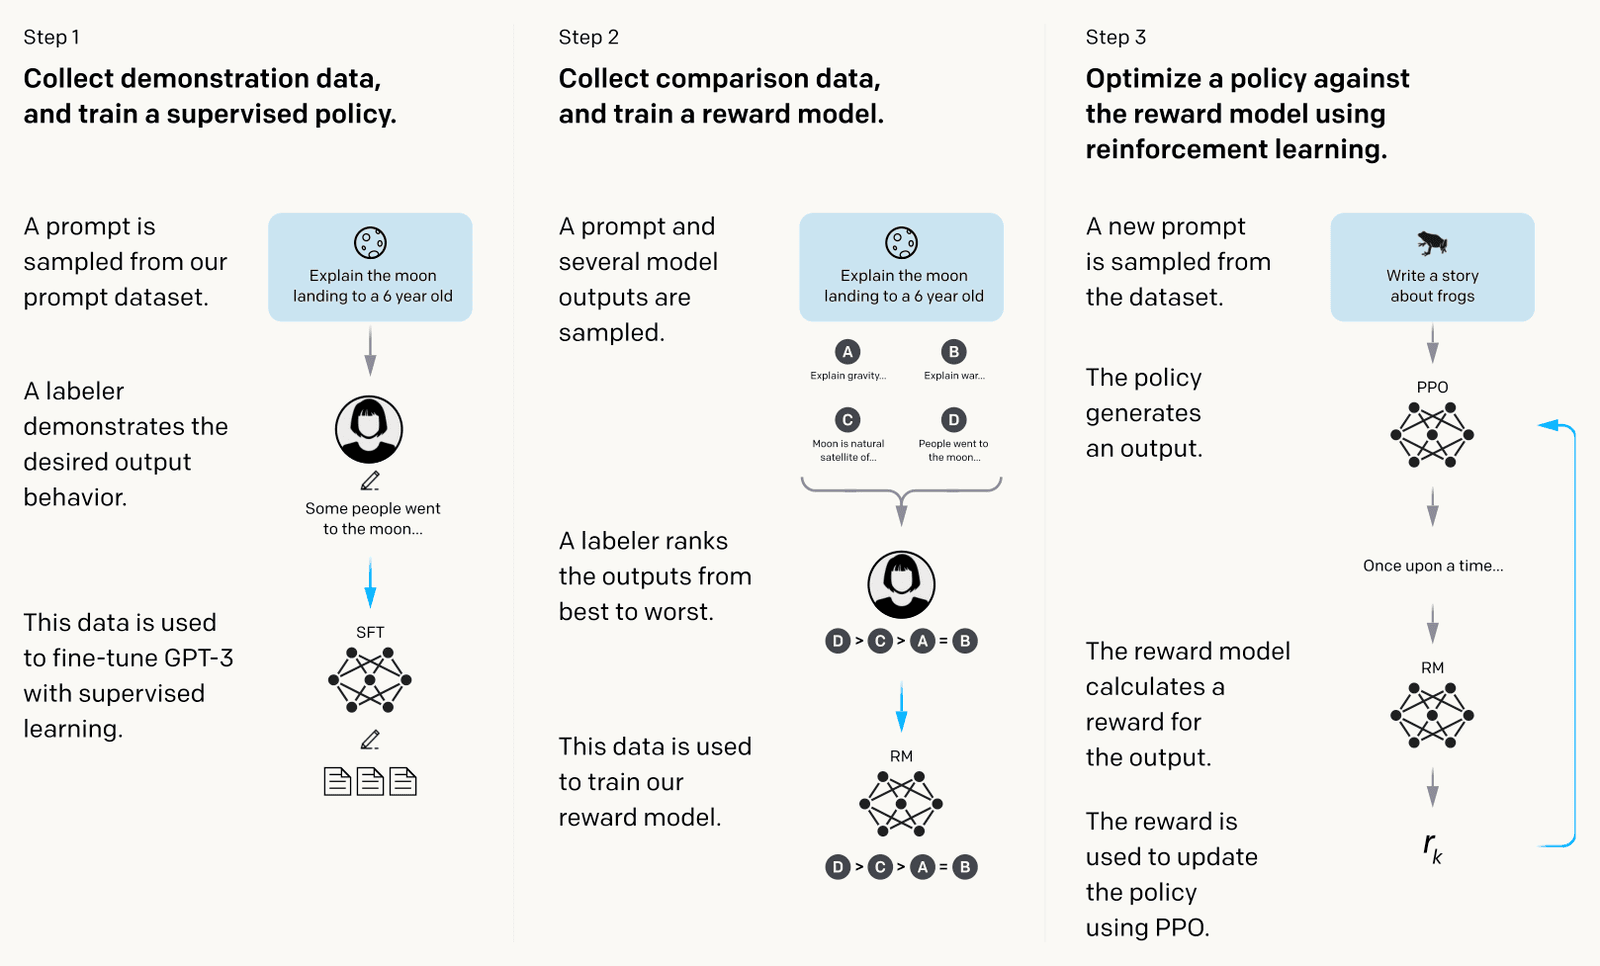 Step 1
Collect demonstration data,
and train a supervised policy.
A prompt is
sampled from our
prompt dataset.
Explain the moon
landing to a 6 year old
A labeler
demonstrates the
desired output
behavior.
Some people went
to the moon...
This data is used
to fine-tune GPT-3
with supervised
learning.
SFT
Step 2
Collect comparison data,
and train a reward model.
A prompt and
several model
outputs are
sampled.
Explain the moon
landing to a 6 year old
A
Explain gravity...
B
Explain war...
C
Moon is natural
satellite of...
D
People went to
the moon...
A labeler ranks
the outputs from
best to worst.
D > C > A = B
This data is used
to train our
reward model.
RM
D > C > A = B
Step 3
Optimize a policy against
the reward model using
reinforcement learning.
A new prompt
is sampled from
the dataset.
Write a story
about frogs
The policy
generates
an output.
PPO
Once upon a time...
The reward model
calculates a
reward for
the output.
RM
The reward is
used to update
the policy
using PPO.
r_k